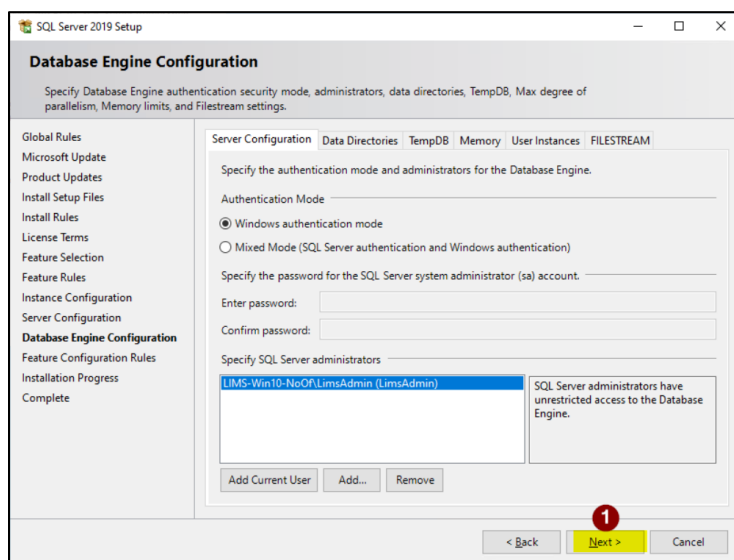 SQL Server 2019 Setup
Database Engine Configuration
Specify Database Engine authentication security mode, administrators, data directories, TempDB, Max degree of
parallelism, Memory limits, and Filestream settings.
Global Rules
Microsoft Update
Product Updates
Install Setup Files
Install Rules
License Terms
Feature Selection
Feature Rules
Instance Configuration
Server Configuration
Database Engine Configuration
Feature Configuration Rules
Installation Progress
Complete
Server Configuration Data Directories TempDB Memory User Instances FILESTREAM
Specify the authentication mode and administrators for the Database Engine.
Authentication Mode
Windows authentication mode
Mixed Mode (SQL Server authentication and Windows authentication)
Specify the password for the SQL Server system administrator (sa) account.
Enter password:
Confirm password:
Specify SQL Server administrators
LIMS-Win10-NoOf\LimsAdmin (LimsAdmin)
SQL Server administrators have
unrestricted access to the Database
Engine.
Add Current User Add... Remove
1
< Back Next > Cancel